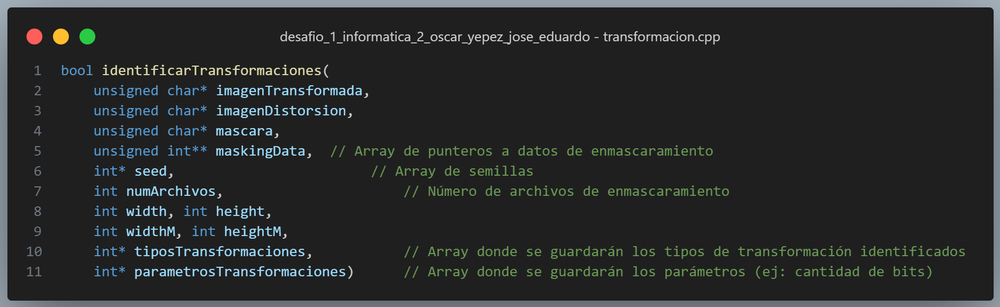 desafio_1_informatica_2_oscar_yepez_jose_eduardo - transformacion.cpp
1 bool identificarTransformaciones(
2     unsigned char* imagenTransformada,
3     unsigned char* imagenDistorsion,
4     unsigned char* mascara,
5     unsigned int** maskingData,  // Array de punteros a datos de enmascaramiento
6     int* seed,                        // Array de semillas
7     int numArchivos,                      // Número de archivos de enmascaramiento
8     int width, int height,
9     int widthM, int heightM,
10     int* tiposTransformaciones,           // Array donde se guardarán los tipos de transformación identificados
11     int* parametrosTransformaciones)      // Array donde se guardarán los parámetros (ej: cantidad de bits)